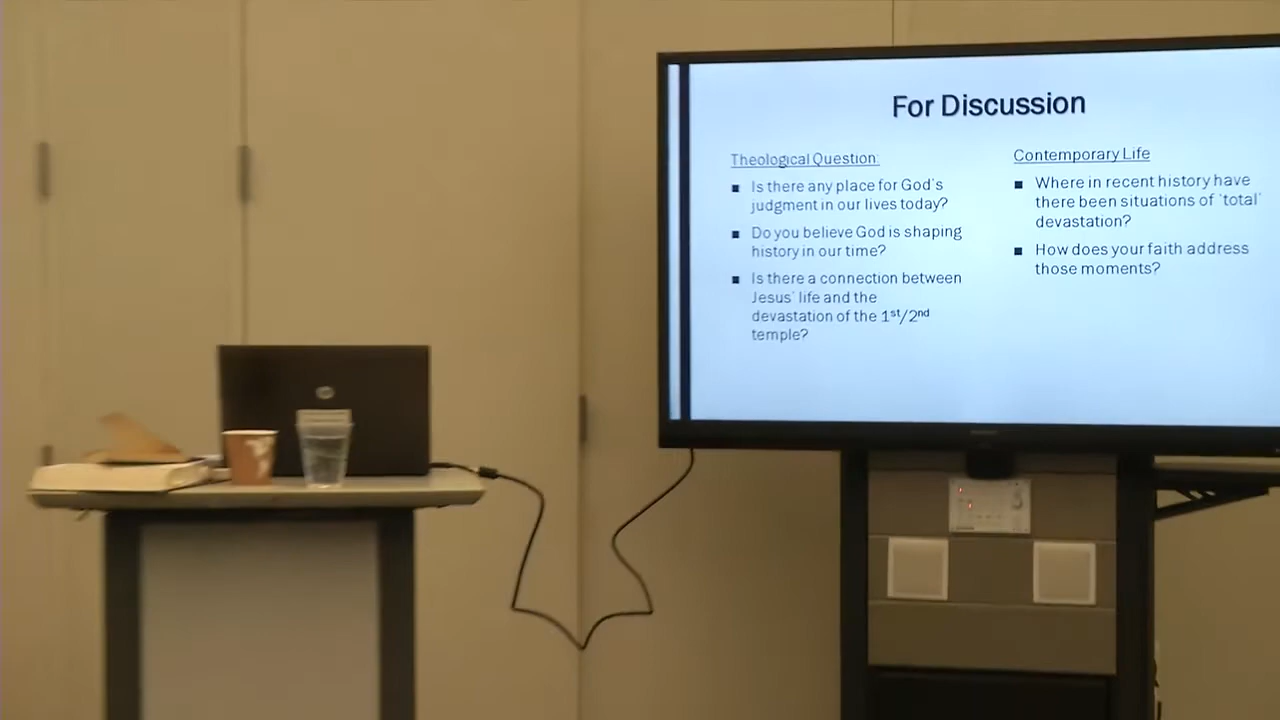 For Discussion
Theological Question:
■ Is there any place for God's
judgment in our lives today?
■ Do you believe God is shaping
history in our time?
■ Is there a connection between
Jesus' life and the
devastation of the 1st/2nd
temple?
Contemporary Life
■ Where in recent history have
there been situations of 'total'
devastation?
■ How does your faith address
those moments?
hp